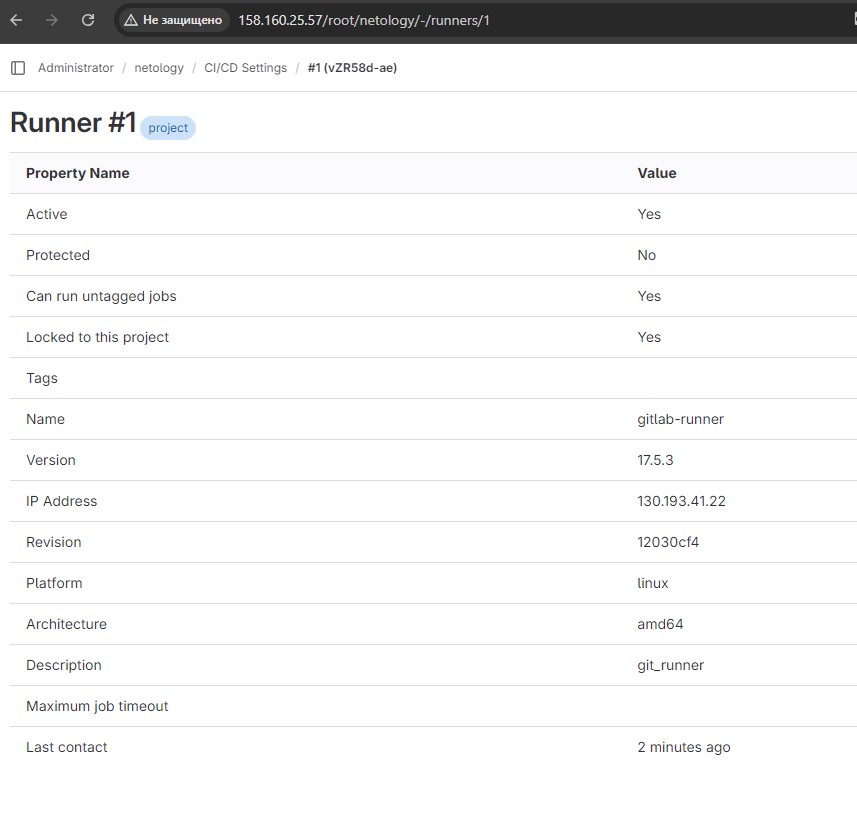 Не защищено 158.160.25.57/root/netology/-/runners/1
Administrator / netology / CI/CD Settings / #1 (vZR58d-ae)
Runner #1 project
Property Name Value
Active Yes
Protected No
Can run untagged jobs Yes
Locked to this project Yes
Tags
Name gitlab-runner
Version 17.5.3
IP Address 130.193.41.22
Revision 12030cf4
Platform linux
Architecture amd64
Description git_runner
Maximum job timeout
Last contact 2 minutes ago